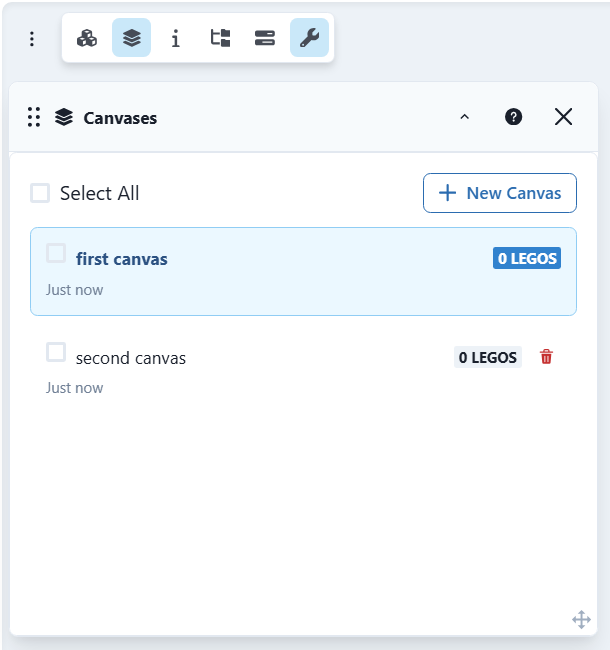 Canvases
Select All
New Canvas
first canvas
0 LEGOS
Just now
second canvas
0 LEGOS
Just now